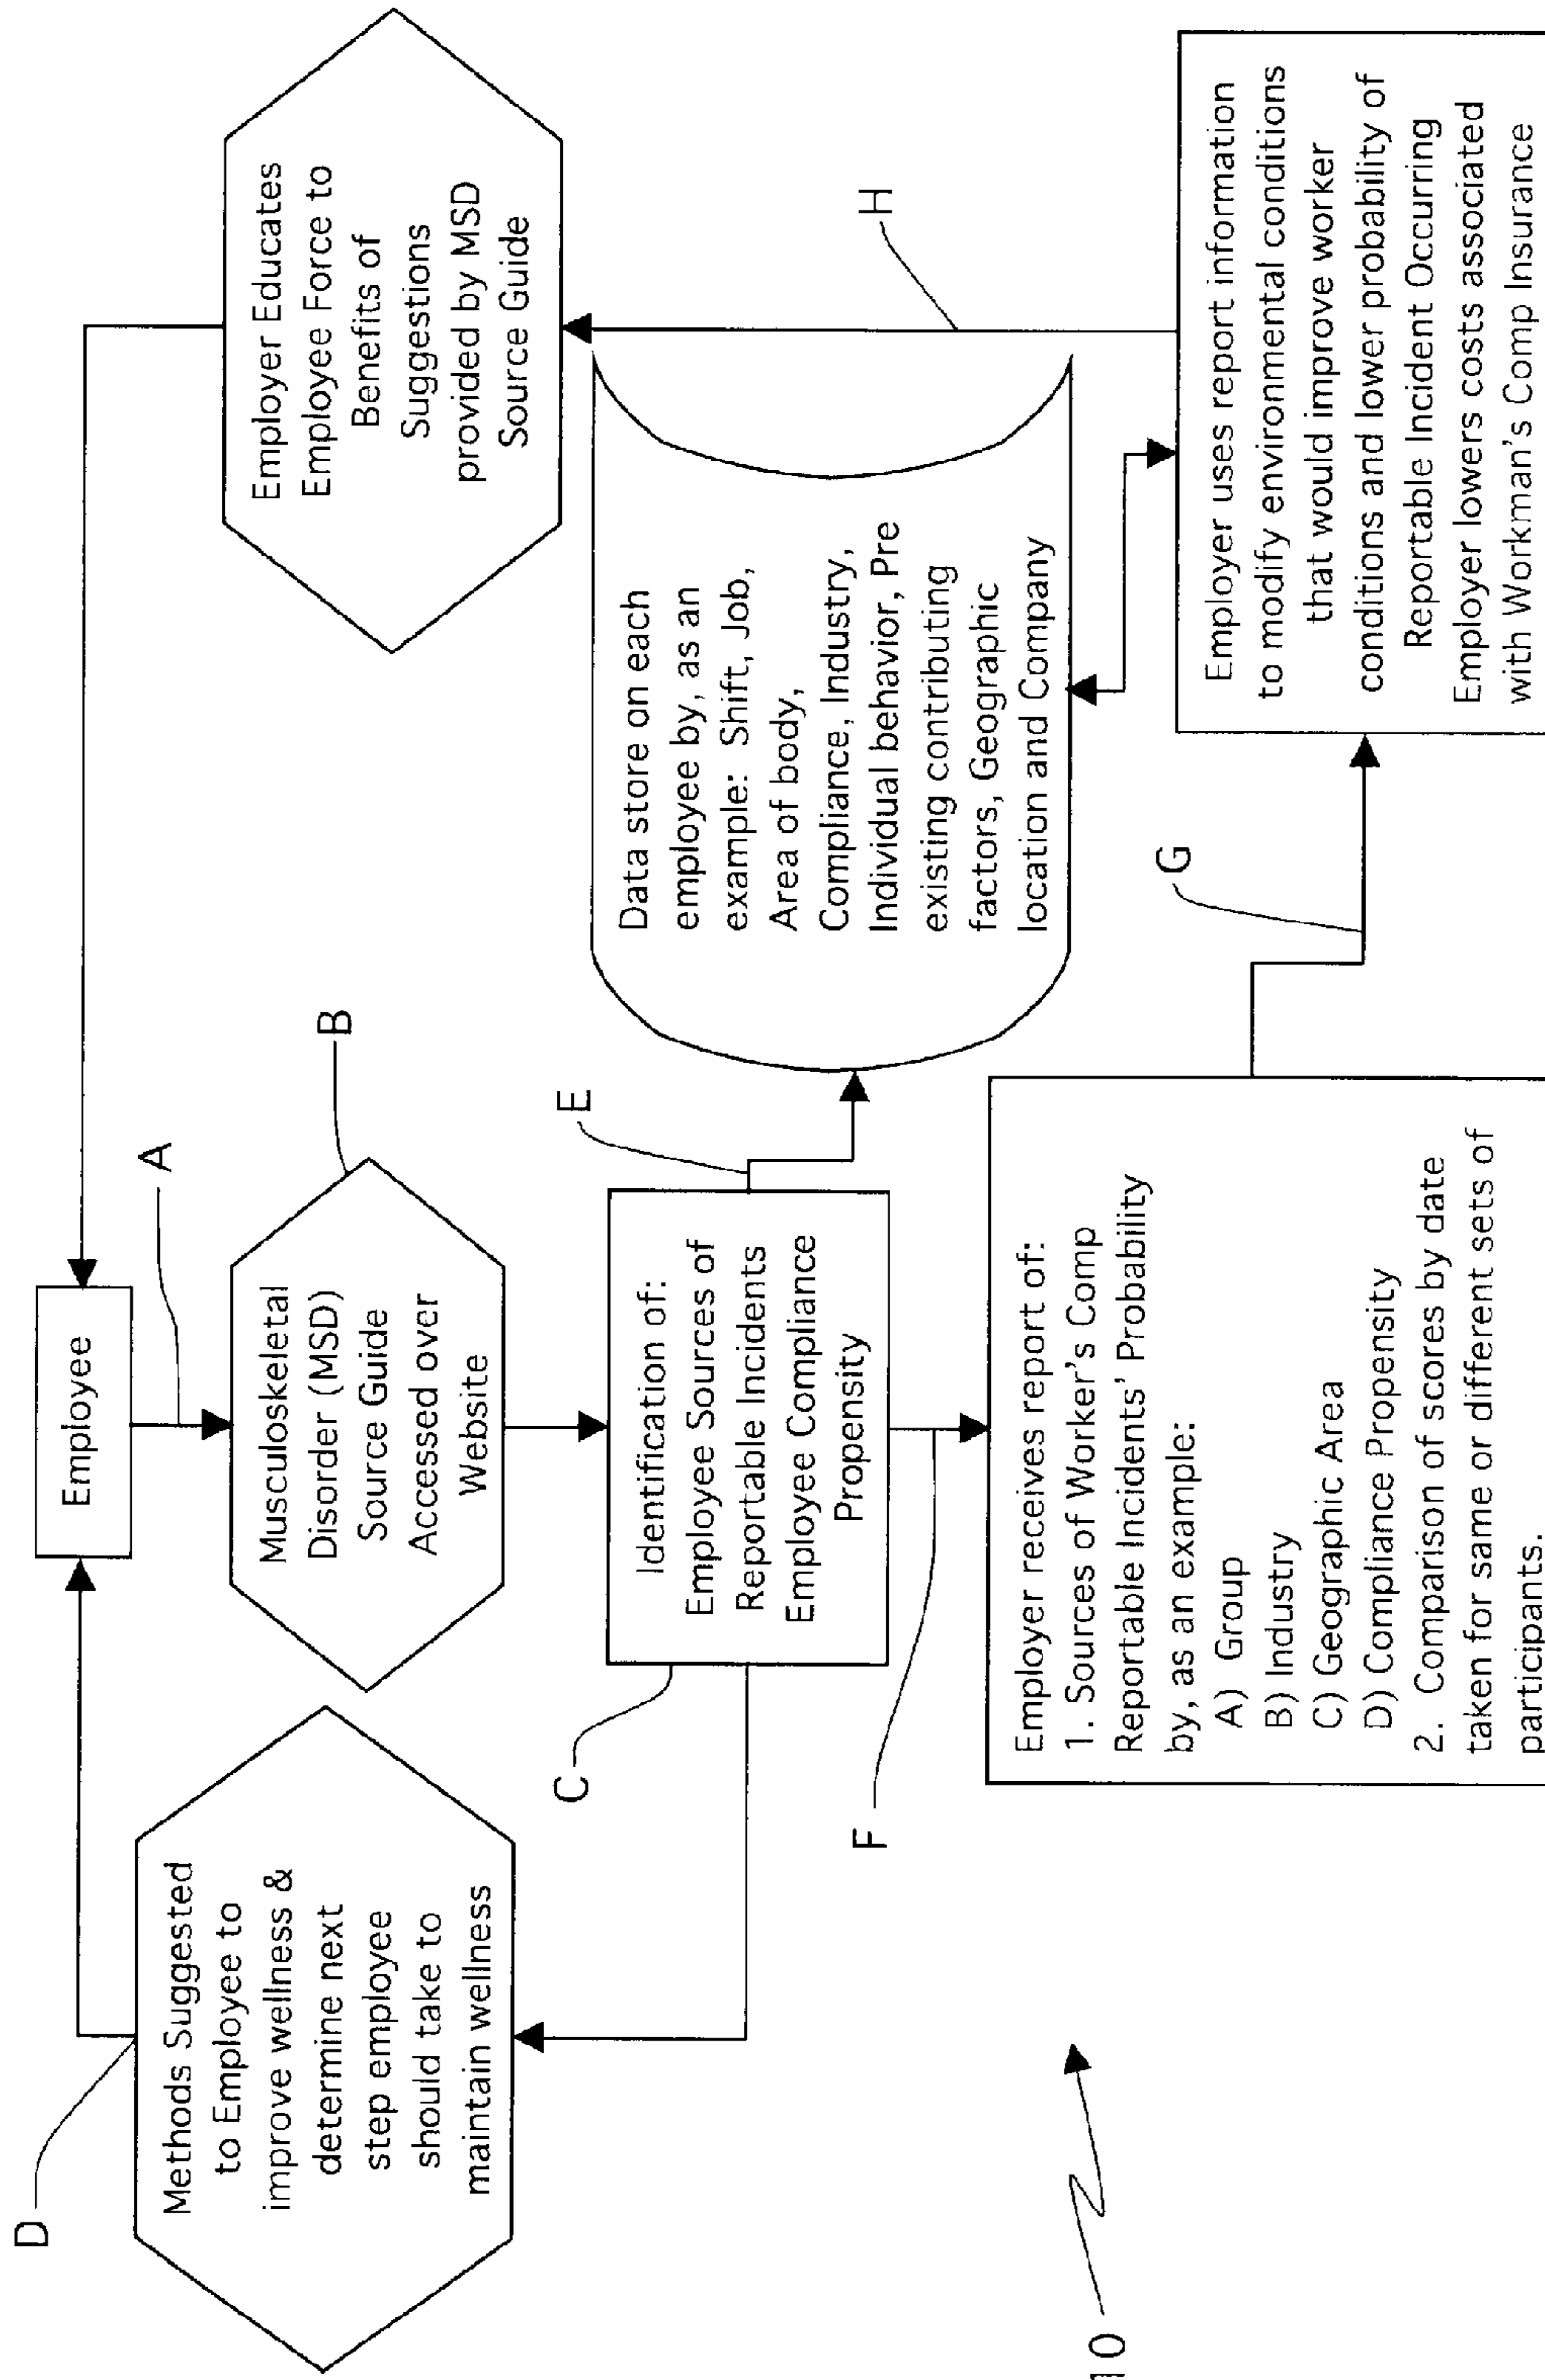 D
Methods Suggested
to Employee to
improve wellness &
determine next
step employee
should take to
maintain wellness
Employee
A
Musculoskeletal
Disorder (MSD)
Source Guide
Accessed over
Website
B
C
Identification of:
Employee Sources of
Reportable Incidents
Employee Compliance
Propensity
E
F
Employer receives report of:
1. Sources of Worker's Comp
Reportable Incidents' Probability
by, as an example:
A) Group
B) Industry
C) Geographic Area
D) Compliance Propensity
2. Comparison of scores by date
taken for same or different sets of
participants.
Employer Educates
Employee Force to
Benefits of
Suggestions
provided by MSD
Source Guide
Data store on each
employee by, as an
example: Shift, Job,
Area of body,
Compliance, Industry,
Individual behavior, Pre
existing contributing
factors, Geographic
location and Company
H
G
Employer uses report information
to modify environmental conditions
that would improve worker
conditions and lower probability of
Reportable Incident Occurring
Employer lowers costs associated
with Workman's Comp Insurance
10